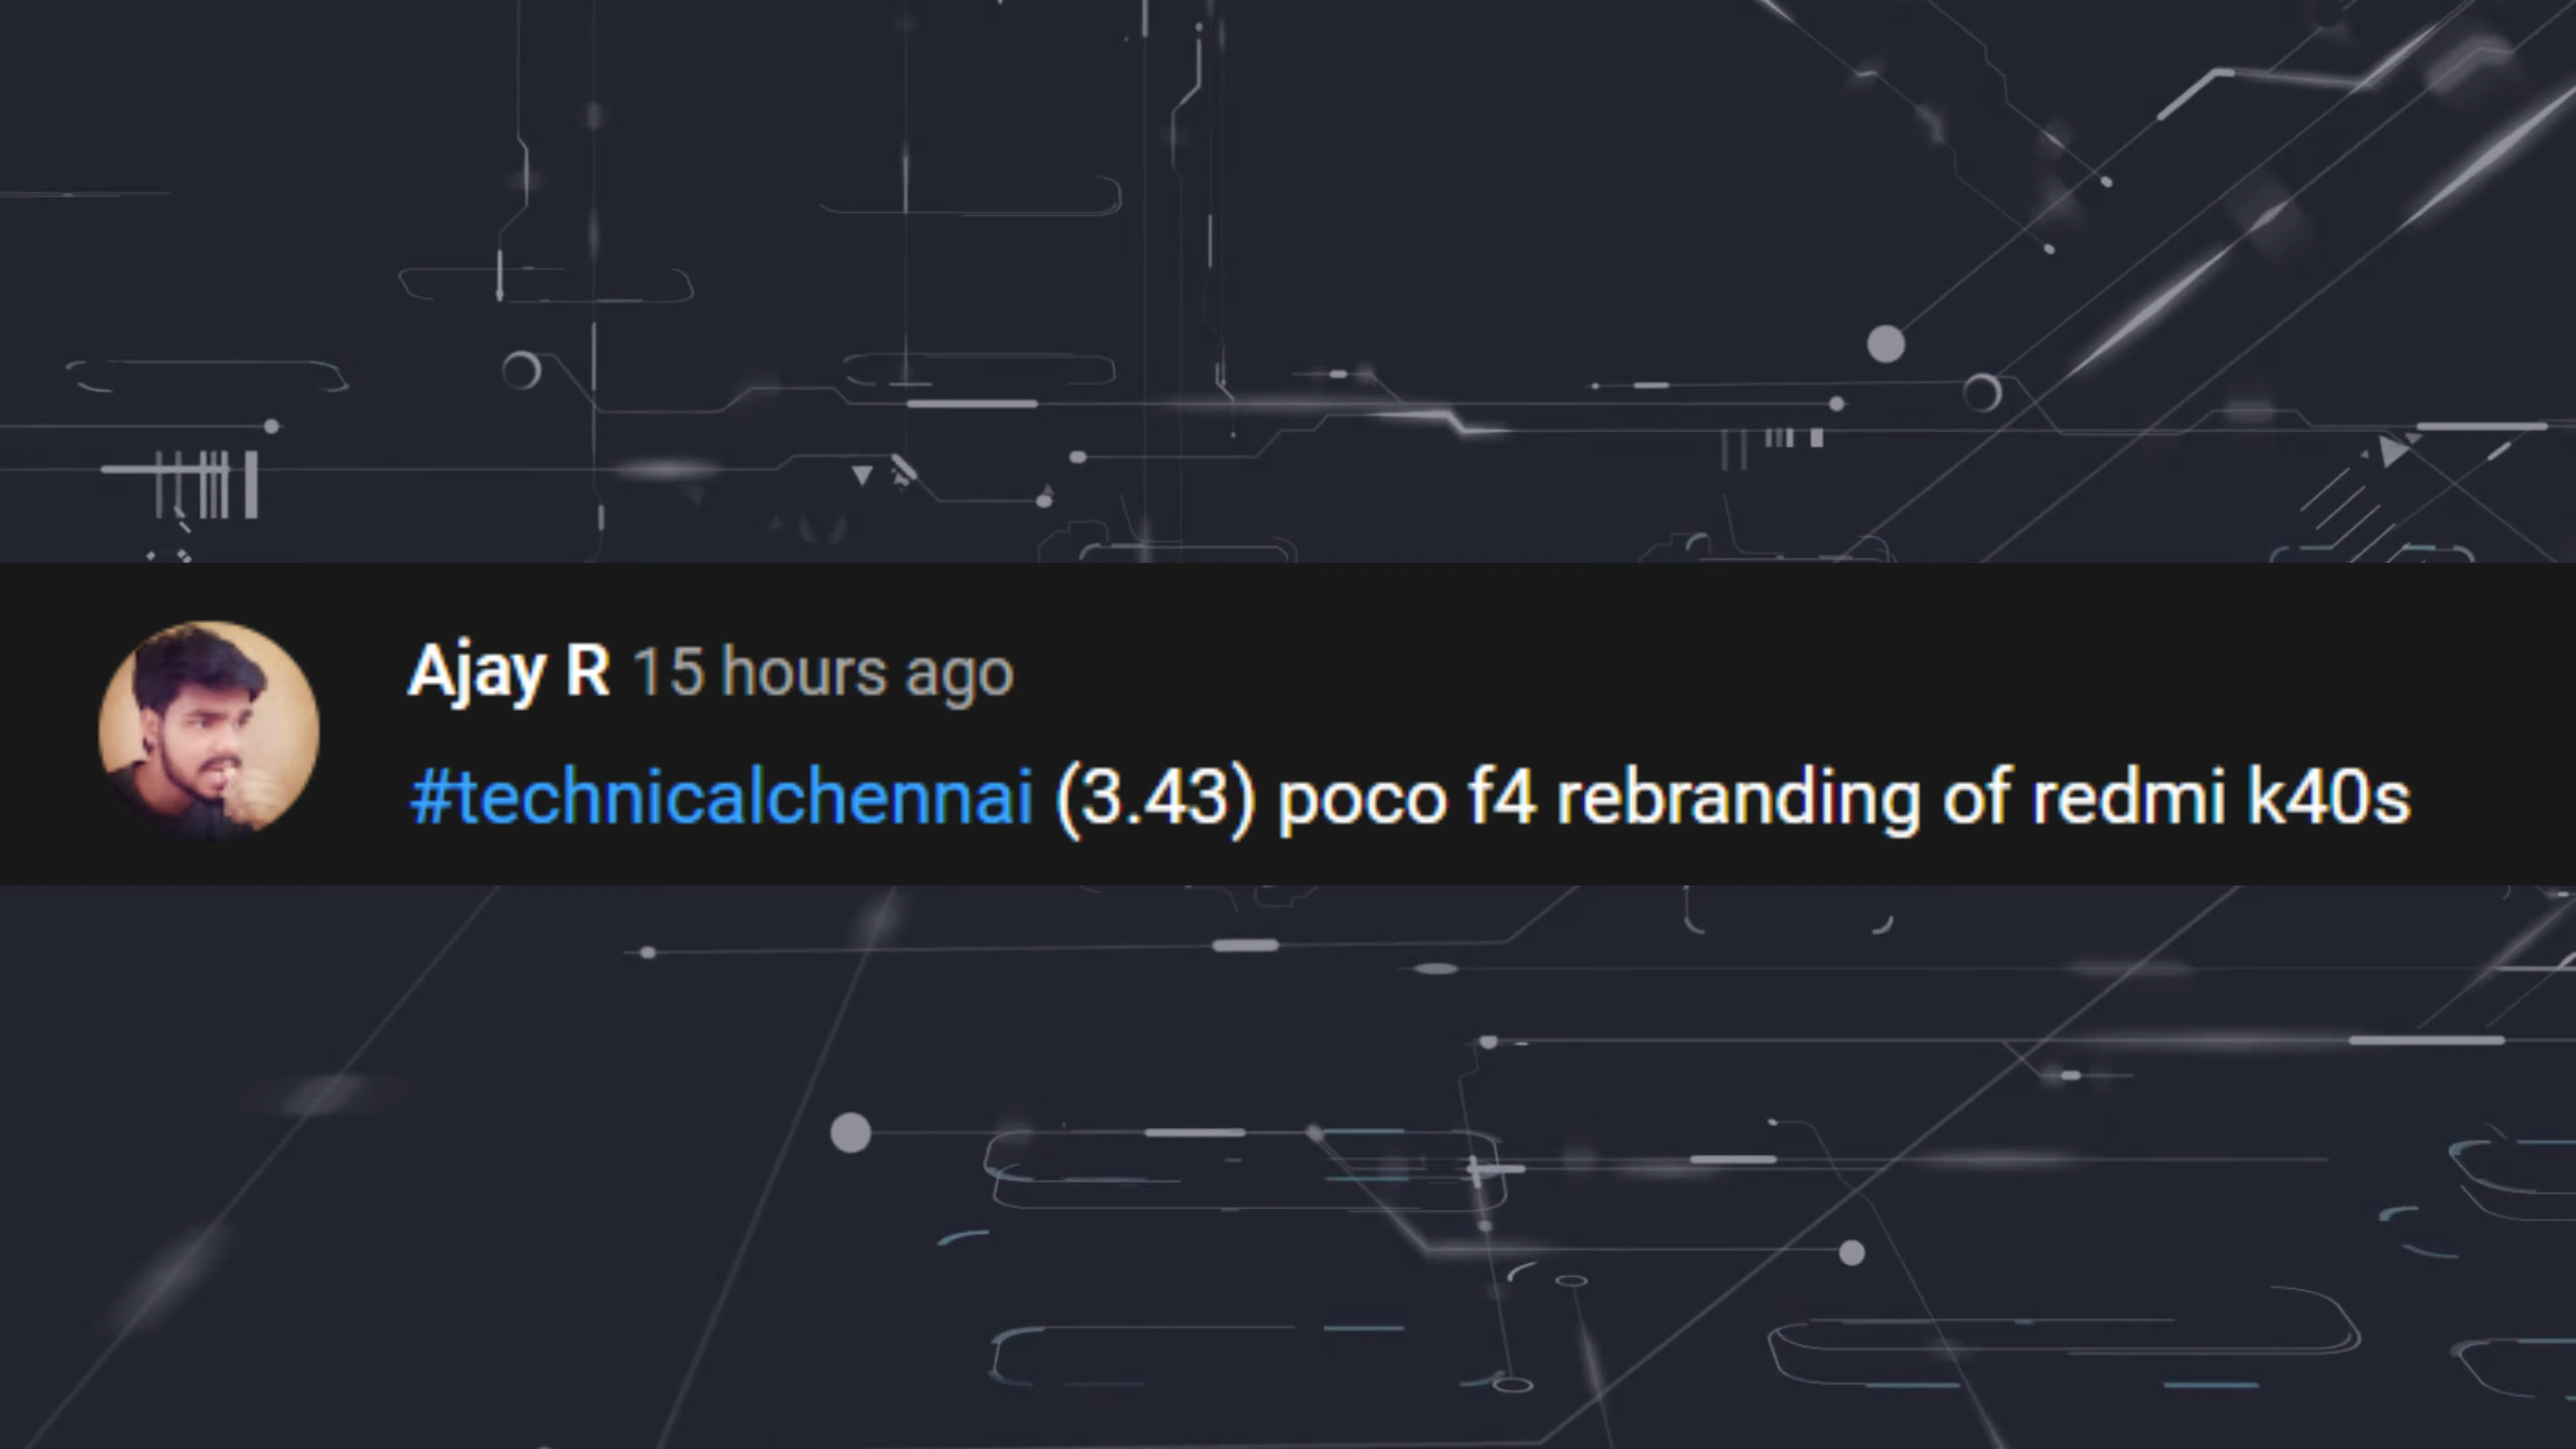 Ajay R 15 hours ago
#technicalchennai (3.43) poco f4 rebranding of redmi k40s